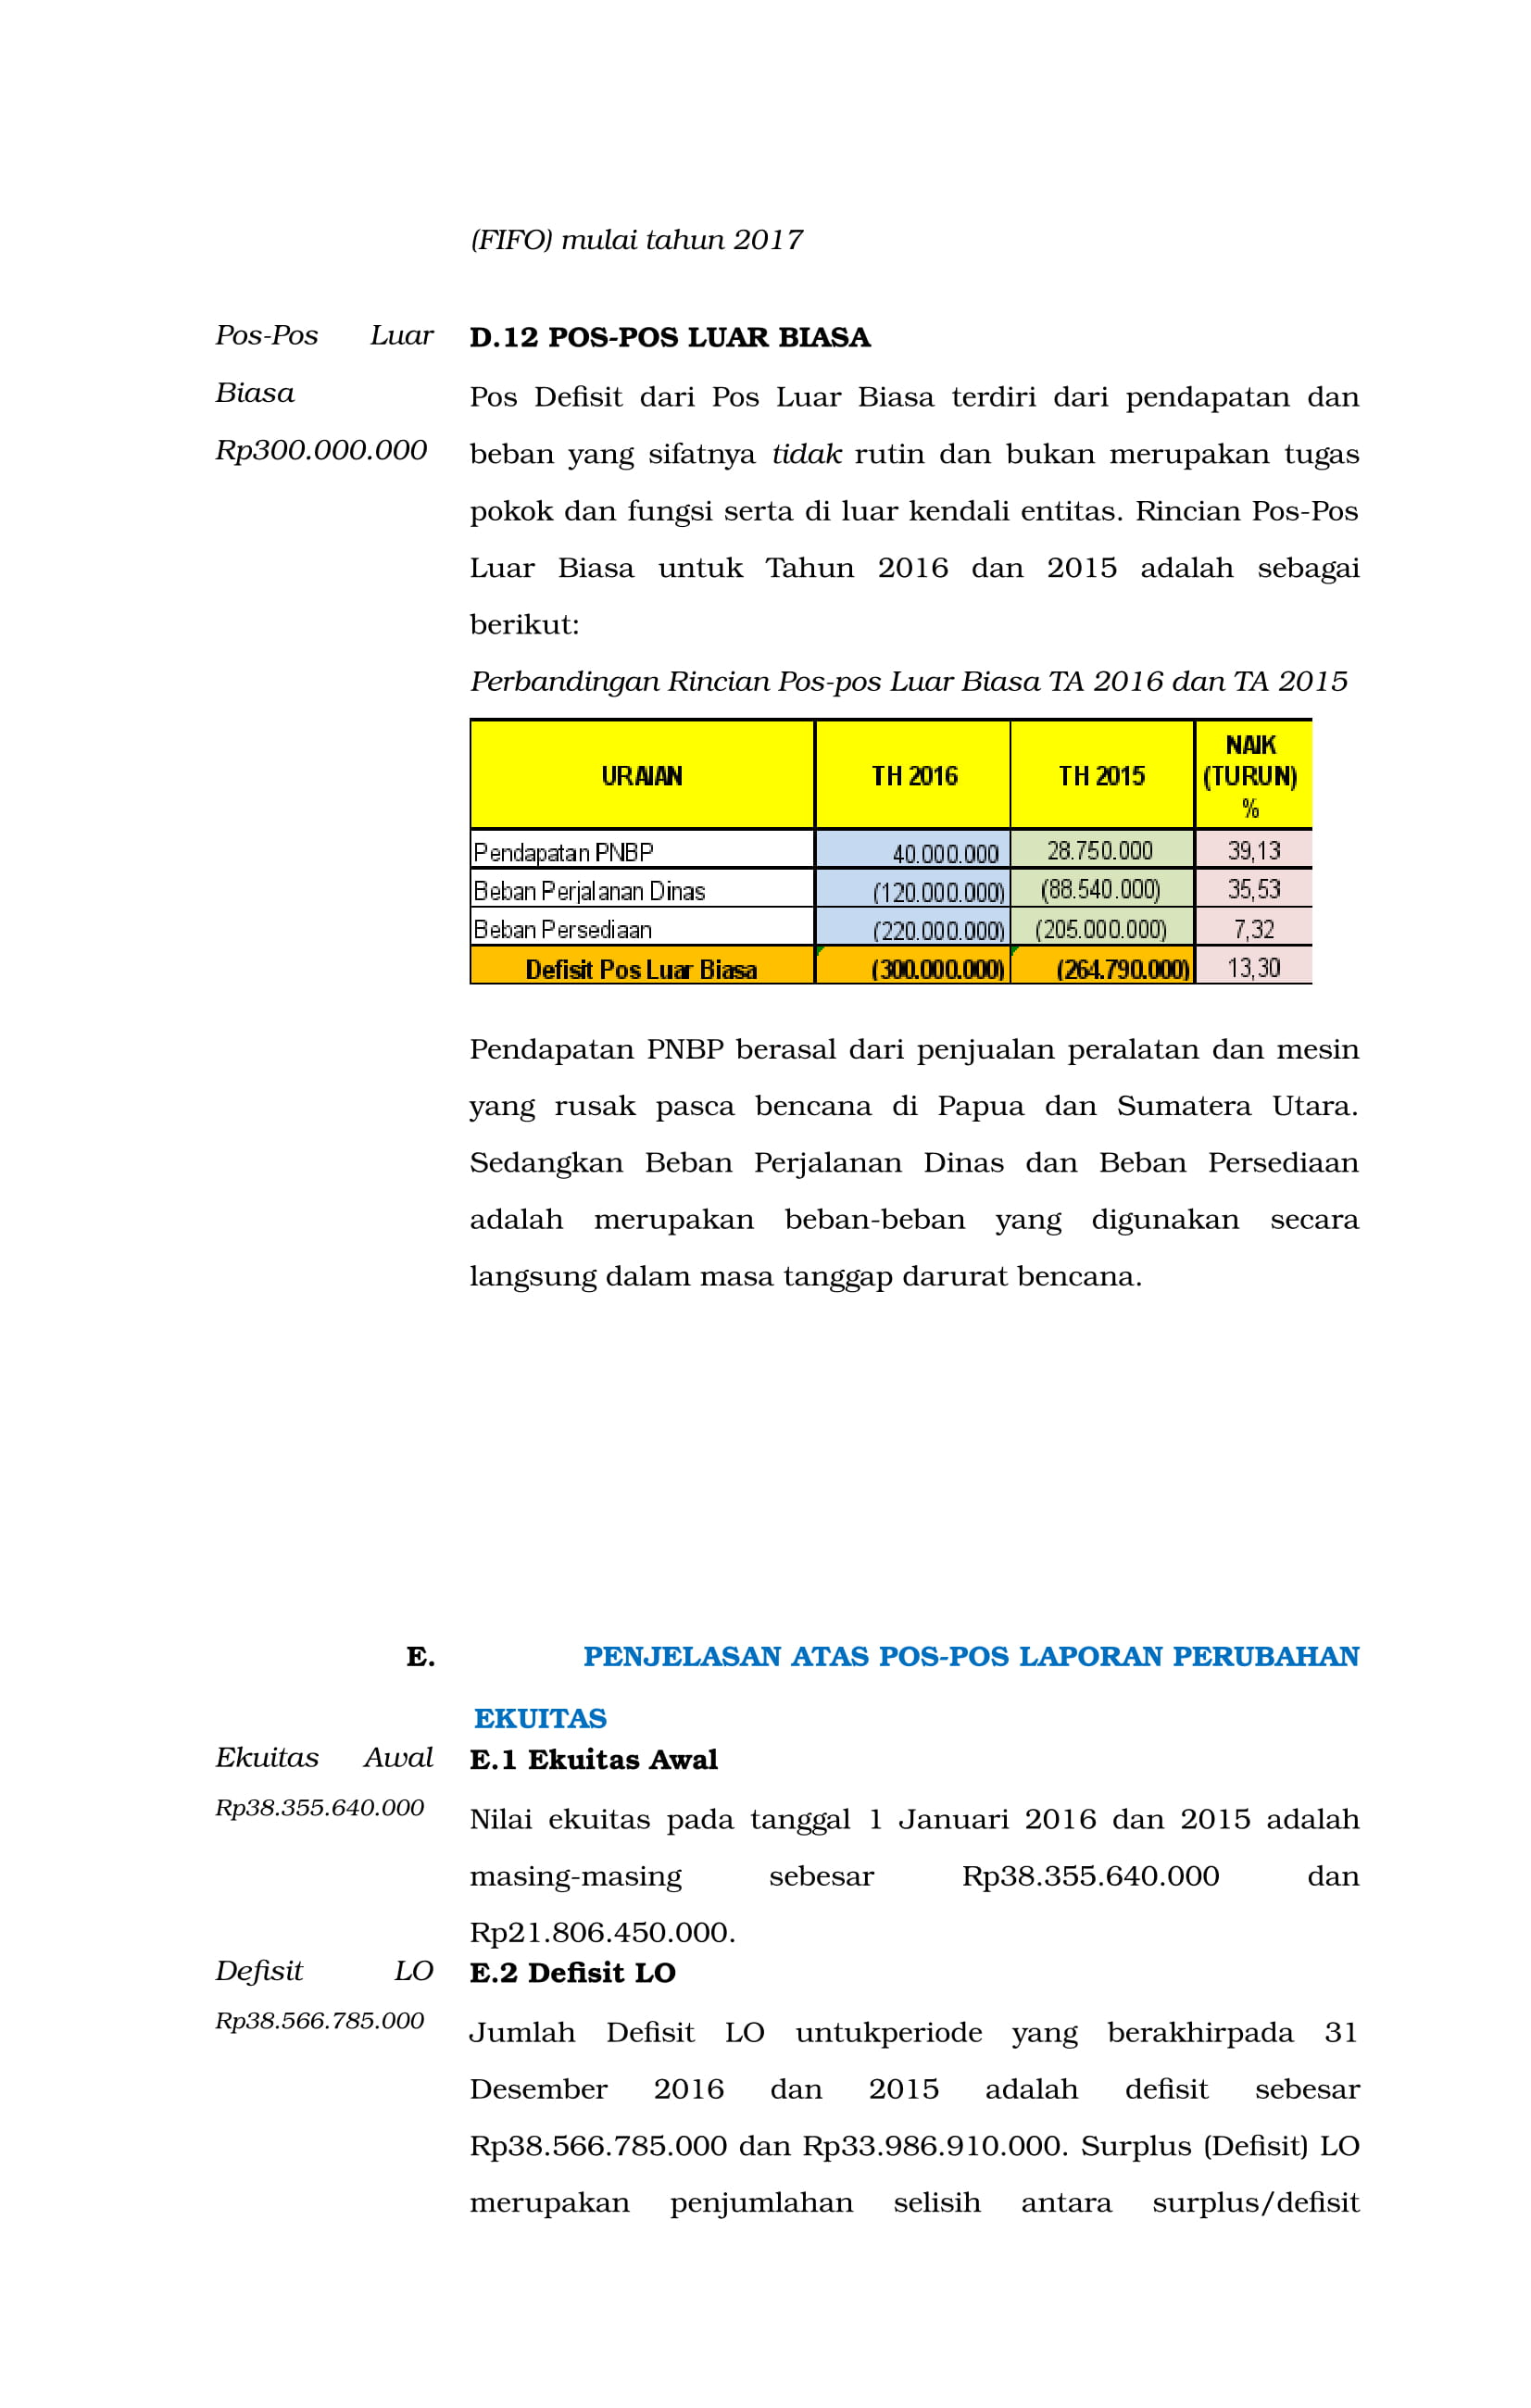 (FIFO) mulai tahun 2017
Pos-Pos Luar
Biasa
Rp300.000.000
D.12 POS-POS LUAR BIASA
Pos Defisit dari Pos Luar Biasa terdiri dari pendapatan dan
beban yang sifatnya tidak rutin dan bukan merupakan tugas
pokok dan fungsi serta di luar kendali entitas. Rincian Pos-Pos
Luar Biasa untuk Tahun 2016 dan 2015 adalah sebagai
berikut:
Perbandingan Rincian Pos-pos Luar Biasa TA 2016 dan TA 2015
URAIAN TH 2016 TH 2015 NAIK (TURUN) %
Pendapatan PNBP 40.000.000 28.750.000 39,13
Beban Perjalanan Dinas (120.000.000) (88.540.000) 35,53
Beban Persediaan (220.000.000) (205.000.000) 7,32
Defisit Pos Luar Biasa (300.000.000) (264.790.000) 13,30
Pendapatan PNBP berasal dari penjualan peralatan dan mesin
yang rusak pasca bencana di Papua dan Sumatera Utara.
Sedangkan Beban Perjalanan Dinas dan Beban Persediaan
adalah merupakan beban-beban yang digunakan secara
langsung dalam masa tanggap darurat bencana.
E. PENJELASAN ATAS POS-POS LAPORAN PERUBAHAN
EKUITAS
Ekuitas Awal
Rp38.355.640.000
E.1 Ekuitas Awal
Nilai ekuitas pada tanggal 1 Januari 2016 dan 2015 adalah
masing-masing sebesar Rp38.355.640.000 dan
Rp21.806.450.000.
Defisit LO
Rp38.566.785.000
E.2 Defisit LO
Jumlah Defisit LO untukperiode yang berakhirpada 31
Desember 2016 dan 2015 adalah defisit sebesar
Rp38.566.785.000 dan Rp33.986.910.000. Surplus (Defisit) LO
merupakan penjumlahan selisih antara surplus/defisit